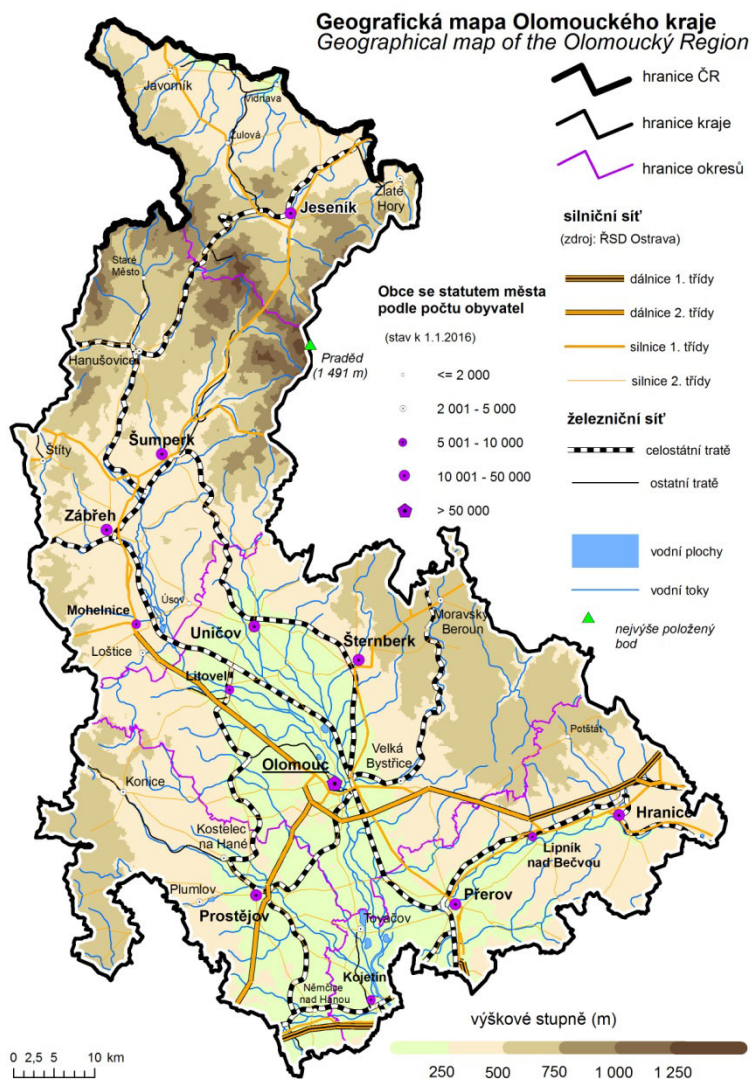 Geografická mapa Olomouckého kraje
Geographical map of the Olomoucký Region
hranice ČR
hranice kraje
hranice okresů
silniční síť
(zdroj: ŘSD Ostrava)
dálnice 1. třídy
dálnice 2. třídy
silnice 1. třídy
silnice 2. třídy
železniční síť
celostátní tratě
ostatní tratě
vodní plochy
vodní toky
nejvýše položený
bod
Obce se statutem města
podle počtu obyvatel
(stav k 1.1.2016)
<= 2 000
2 001 - 5 000
5 001 - 10 000
10 001 - 50 000
> 50 000
Javorník
Vidnava
Žulová
Zlaté
Hory
Jeseník
Staré
Město
Hanušovice
Praděd
(1 491 m)
Šumperk
Štíty
Zábřeh
Úsov
Mohelnice
Uničov
Moravský
Beroun
Šternberk
Loštice
Litovel
Potštát
Velká
Bystřice
Olomouc
Konice
Hranice
Kostelec
na Hané
Lipník
nad Bečvou
Plumlov
Přerov
Prostějov
Tovačov
Kojetín
Němčice
nad Hanou
výškové stupně (m)
250 500 750 1 000 1 250
0 2,5 5 10 km